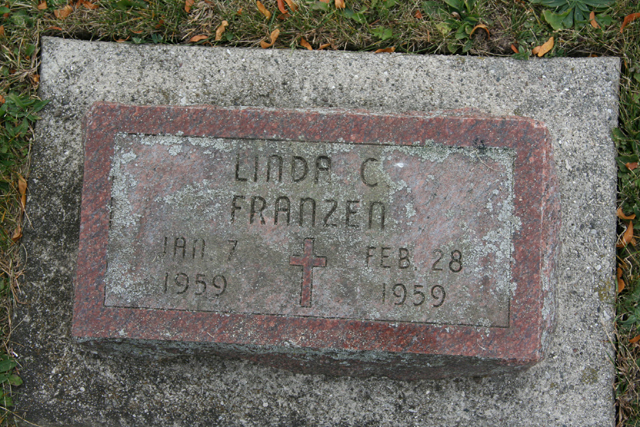 LINDA C
FRANZEN
JAN. 7 FEB. 28
1959 1959